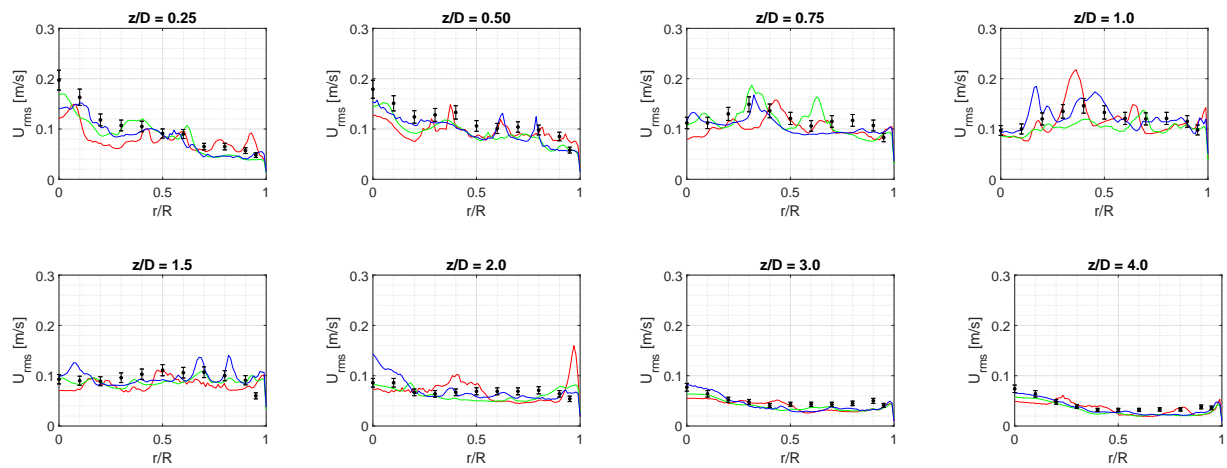 z/D = 0.25
z/D = 0.50
z/D = 0.75
z/D = 1.0
0.3
0.2
0.1
0
U_rms [m/s]
0
0.5
1
r/R
0.3
0.2
0.1
0
U_rms [m/s]
0
0.5
1
r/R
0.3
0.2
0.1
0
U_rms [m/s]
0
0.5
1
r/R
0.3
0.2
0.1
0
U_rms [m/s]
0
0.5
1
r/R
z/D = 1.5
z/D = 2.0
z/D = 3.0
z/D = 4.0
0.3
0.2
0.1
0
U_rms [m/s]
0
0.5
1
r/R
0.3
0.2
0.1
0
U_rms [m/s]
0
0.5
1
r/R
0.3
0.2
0.1
0
U_rms [m/s]
0
0.5
1
r/R
0.3
0.2
0.1
0
U_rms [m/s]
0
0.5
1
r/R